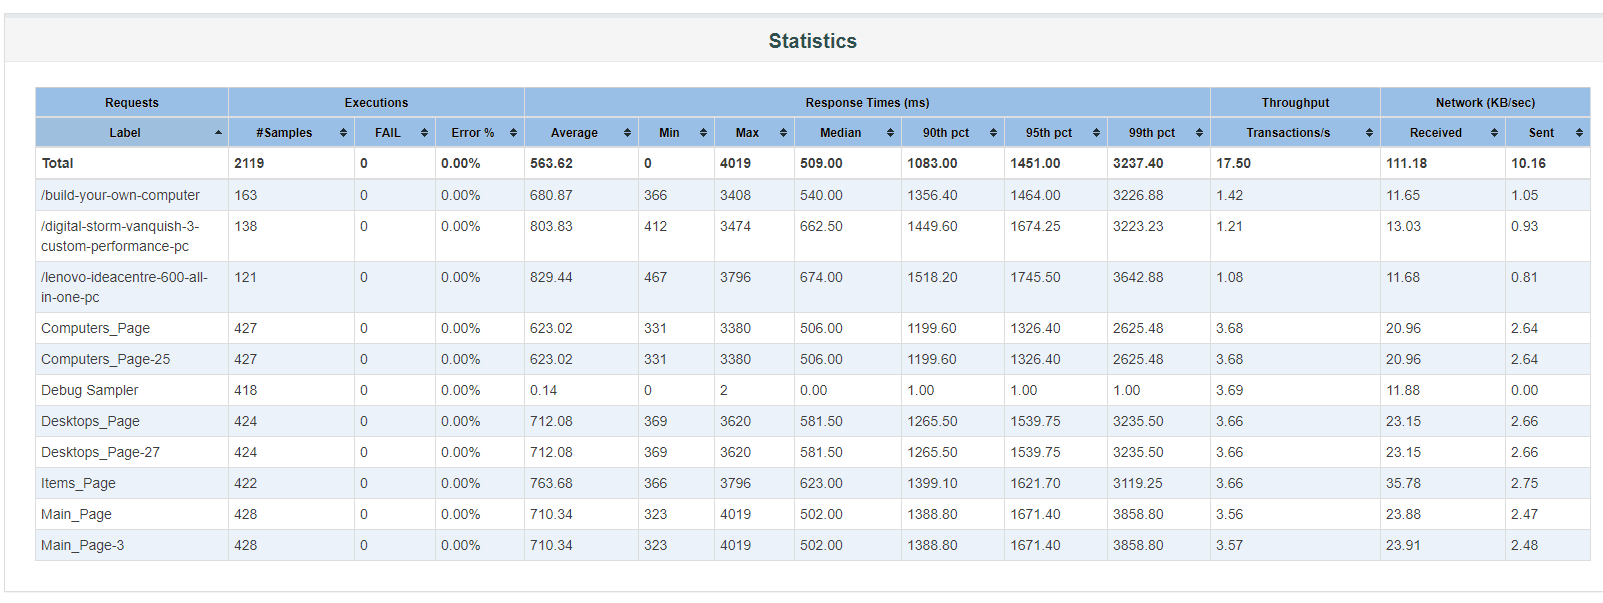 Statistics
Requests Executions Response Times (ms) Throughput Network (KB/sec)
Label #Samples FAIL Error % Average Min Max Median 90th pct 95th pct 99th pct Transactions/s Received Sent
Total 2119 0 0.00% 563.62 0 4019 509.00 1083.00 1451.00 3237.40 17.50 111.18 10.16
/build-your-own-computer 163 0 0.00% 680.87 366 3408 540.00 1356.40 1464.00 3226.88 1.42 11.65 1.05
/digital-storm-vanquish-3- 138 0 0.00% 803.83 412 3474 662.50 1449.60 1674.25 3223.23 1.21 13.03 0.93
custom-performance-pc
/lenovo-ideacentre-600-all- 121 0 0.00% 829.44 467 3796 674.00 1518.20 1745.50 3642.88 1.08 11.68 0.81
in-one-pc
Computers_Page 427 0 0.00% 623.02 331 3380 506.00 1199.60 1326.40 2625.48 3.68 20.96 2.64
Computers_Page-25 427 0 0.00% 623.02 331 3380 506.00 1199.60 1326.40 2625.48 3.68 20.96 2.64
Debug Sampler 418 0 0.00% 0.14 0 2 0.00 1.00 1.00 1.00 3.69 11.88 0.00
Desktops_Page 424 0 0.00% 712.08 369 3620 581.50 1265.50 1539.75 3235.50 3.66 23.15 2.66
Desktops_Page-27 424 0 0.00% 712.08 369 3620 581.50 1265.50 1539.75 3235.50 3.66 23.15 2.66
Items_Page 422 0 0.00% 763.68 366 3796 623.00 1399.10 1621.70 3119.25 3.66 35.78 2.75
Main_Page 428 0 0.00% 710.34 323 4019 502.00 1388.80 1671.40 3858.80 3.56 23.88 2.47
Main_Page-3 428 0 0.00% 710.34 323 4019 502.00 1388.80 1671.40 3858.80 3.57 23.91 2.48